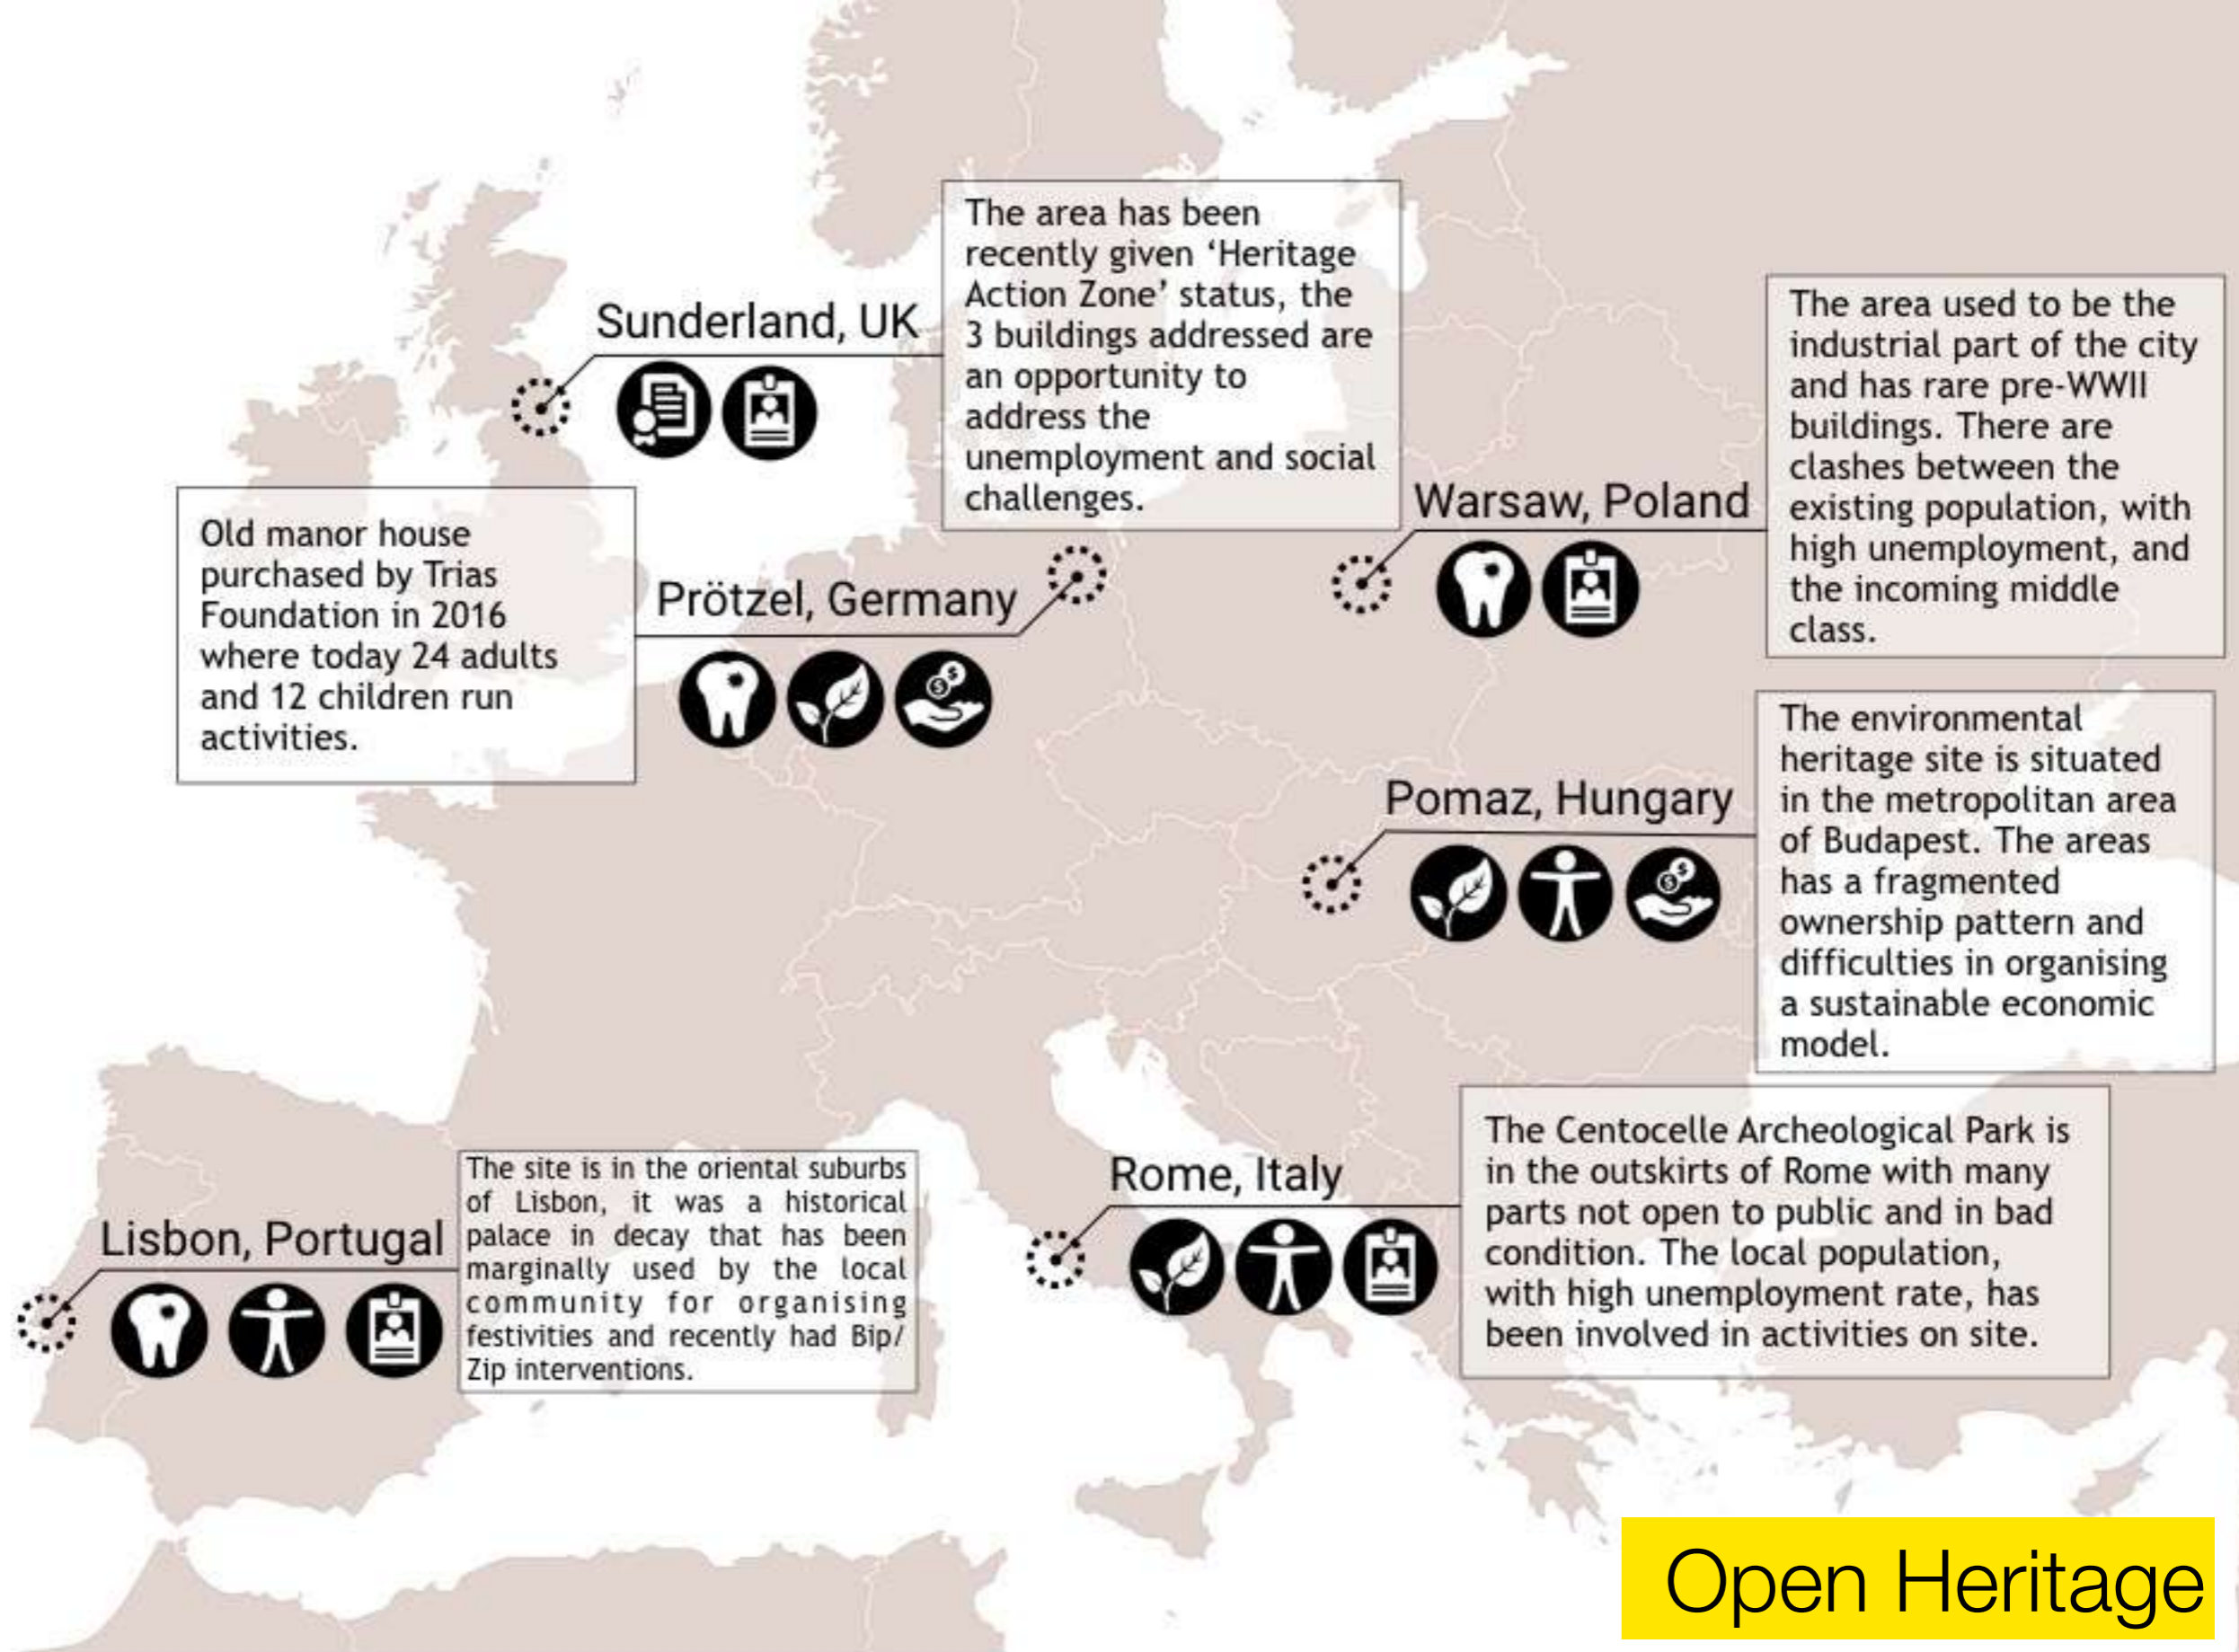 Sunderland, UK
The area has been
recently given ‘Heritage
Action Zone’ status, the
3 buildings addressed are
an opportunity to
address the
unemployment and social
challenges.
Warsaw, Poland
The area used to be the
industrial part of the city
and has rare pre-WWII
buildings. There are
clashes between the
existing population, with
high unemployment, and
the incoming middle
class.
Old manor house
purchased by Trias
Foundation in 2016
where today 24 adults
and 12 children run
activities.
Prötzel, Germany
Pomaz, Hungary
The environmental
heritage site is situated
in the metropolitan area
of Budapest. The areas
has a fragmented
ownership pattern and
difficulties in organising
a sustainable economic
model.
Lisbon, Portugal
The site is in the oriental suburbs
of Lisbon, it was a historical
palace in decay that has been
marginally used by the local
community for organising
festivities and recently had Bip/
Zip interventions.
Rome, Italy
The Centocelle Archeological Park is
in the outskirts of Rome with many
parts not open to public and in bad
condition. The local population,
with high unemployment rate, has
been involved in activities on site.
Open Heritage